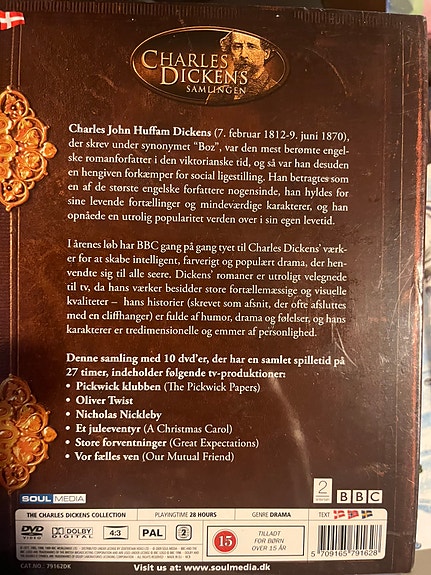 CHARLES
DICKENS
SAMLINGEN
Charles John Huffam Dickens (7. februar 1812-9. juni 1870),
der skrev under synonymet "Boz", var den mest berømte engel-
ske romanforfatter i den viktorianske tid, og så var han desuden
en hengiven forkæmper for social ligestilling. Han betragtes som
en af de største engelske forfattere nogensinde, han hyldes for
sine levende fortællinger og mindeværdige karakterer, og han
opnåede en utrolig popularitet verden over i sin egen levetid.
I årenes løb har BBC gang på gang tyet til Charles Dickens' værk-
er for at skabe intelligent, farverigt og populært drama, der hen-
vendte sig til alle seere. Dickens' romaner er utroligt velegnede
til tv, da hans værker besidder store fortællemæssige og visuelle
kvaliteter – hans historier (skrevet som afsnit, der ofte afsluttes
med en cliffhanger) er fulde af humor, drama og følelser, og hans
karakterer er tredimensionelle og emmer af personlighed.
Denne samling med 10 dvd'er, der har en samlet spilletid på
27 timer, indeholder følgende tv-produktioner:
• Pickwick klubben (The Pickwick Papers)
• Oliver Twist
• Nicholas Nickleby
• Et juleeventyr (A Christmas Carol)
• Store forventninger (Great Expectations)
• Vor fælles ven (Our Mutual Friend)
SOUL MEDIA
2 BBC
THE CHARLES DICKENS COLLECTION PLAYINGTIME 28 HOURS GENRE DRAMA TEXT
DVD VIDEO DOLBY DIGITAL 4:3 PAL 2
15 TILLADT FOR BØRN OVER 15 ÅR
5 709165 791628
CAT. NO.: 79162DK
Visit us at: www.soulmedia.dk